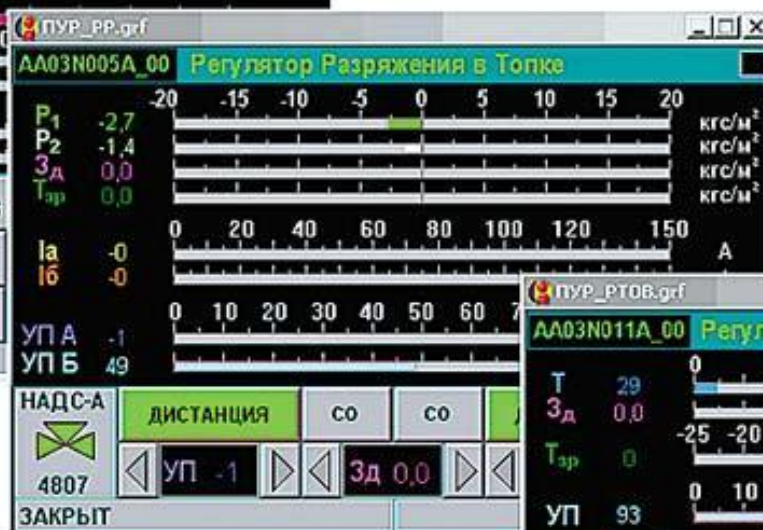 ПУР_РР.grf
AA03N005A_00 Регулятор Разряжения в Топке
-20 -15 -10 -5 0 5 10 15 20
P1 -2,7 кгс/м²
P2 -1,4 кгс/м²
Зд 0,0 кгс/м²
Тзр 0,0 кгс/м²
0 20 40 60 80 100 120 150
Iа -0 А
Iб -0
0 10 20 30 40 50 60
УП А -1
УП Б 49
НАДС-А ДИСТАНЦИЯ СО СО
4807 УП -1 Зд 0,0
ЗАКРЫТ
ПУР_РТОВ.grf
AA03N011A_00 Регул
0
Т 29
Зд 0,0
-25 -20
Тзр 0
0 10
УП 93